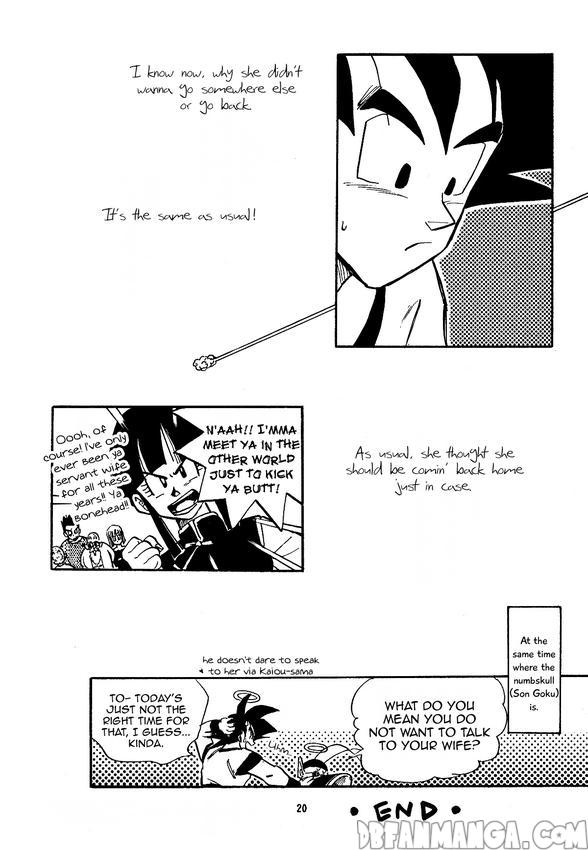 I know now, why she didn't
wanna go somewhere else
or go back.
It's the same as usual!
Oooh, of
course! I've only
ever been ya
servant wife
for all these
years!! Ya
bonehead!!
N'AAH!! I'MMA
MEET YA IN THE
OTHER WORLD
JUST TO KICK
YA BUTT!
As usual, she thought she
should be comin' back home
just in case.
At the
same time
where the
numbskull
(Son Goku)
is.
he doesn't dare to speak
* to her via Kaiou-sama
TO- TODAY'S
JUST NOT THE
RIGHT TIME FOR
THAT, I GUESS...
KINDA.
WHAT DO YOU
MEAN YOU DO
NOT WANT TO TALK
TO YOUR WIFE?
20
• END •
DBFANMANGA.COM